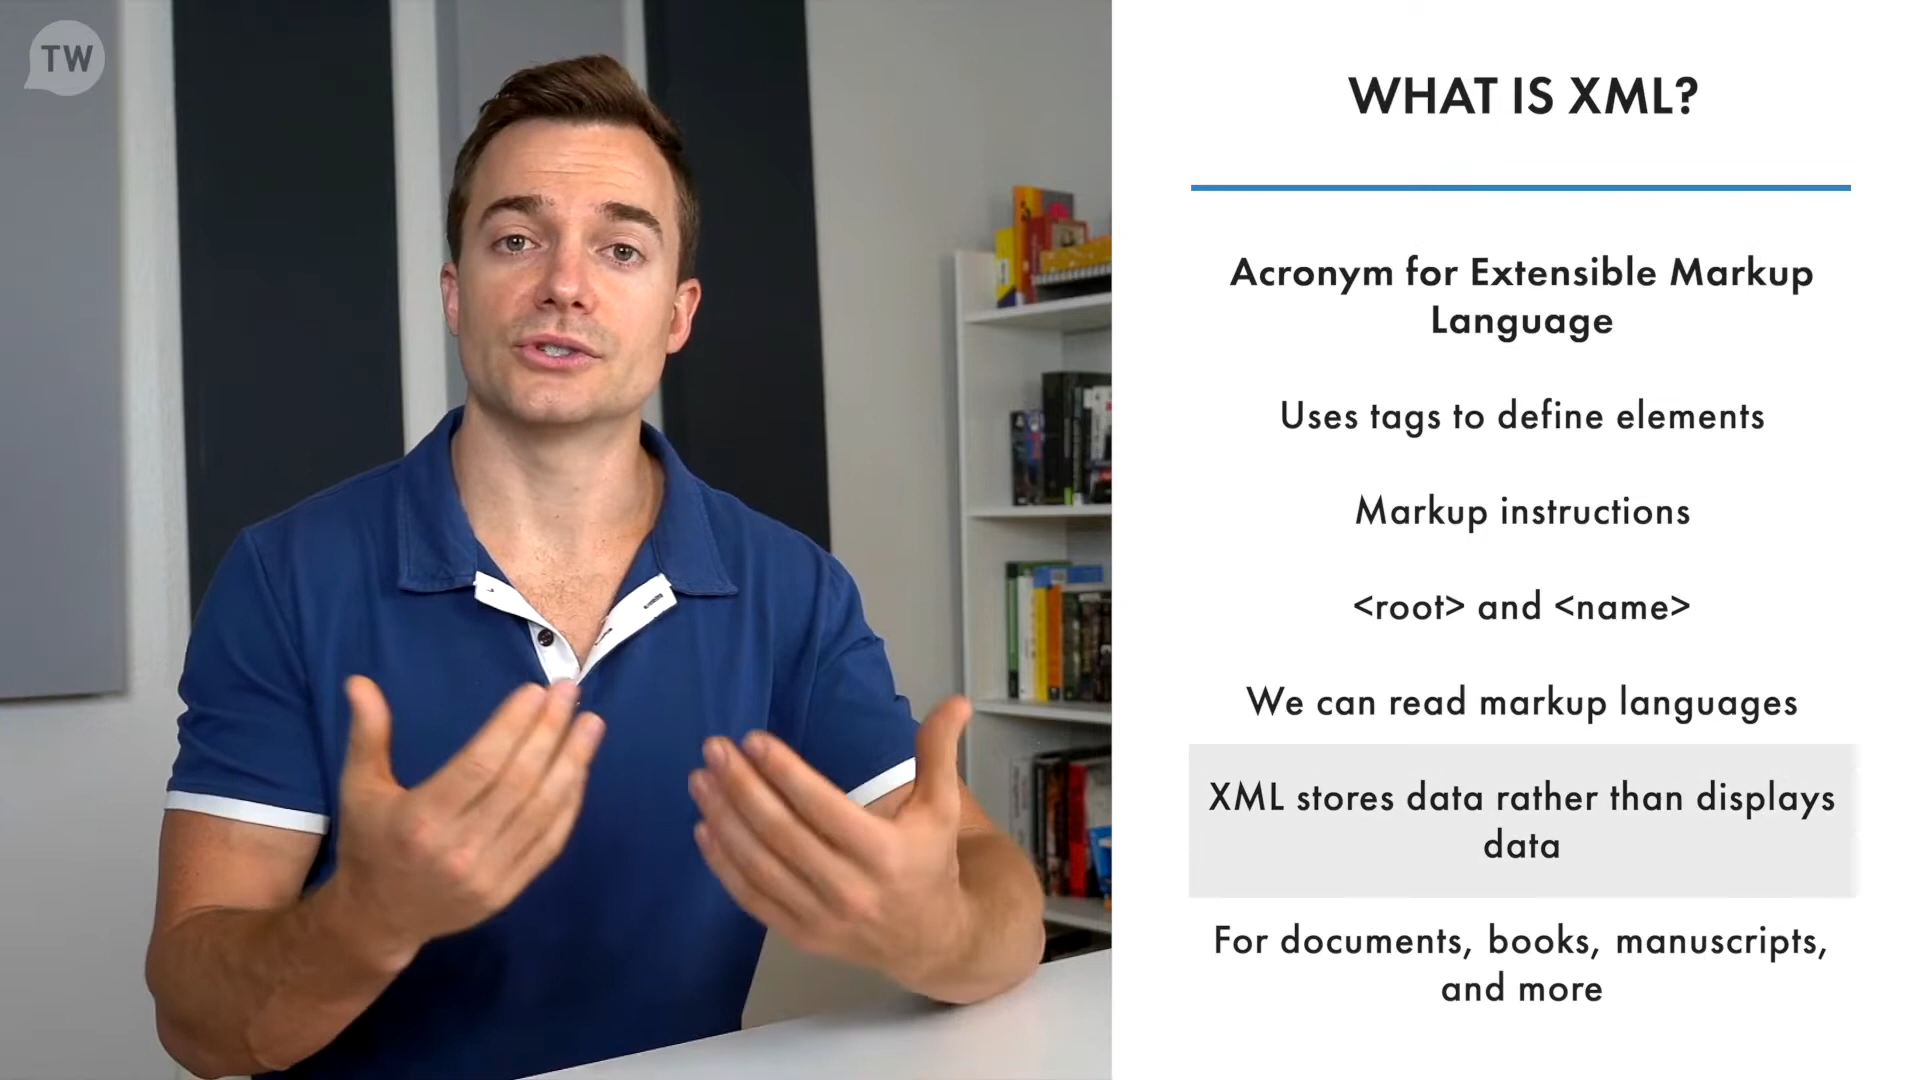 TW
WHAT IS XML?
Acronym for Extensible Markup
Language
Uses tags to define elements
Markup instructions
<root> and <name>
We can read markup languages
XML stores data rather than displays
data
For documents, books, manuscripts,
and more